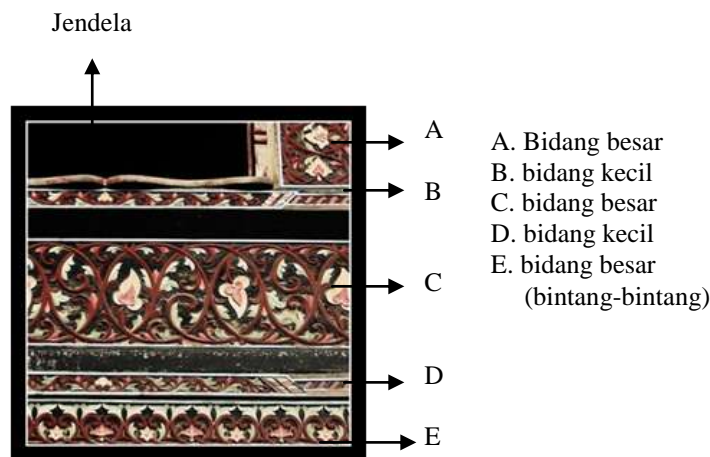 Jendela
A
B
C
D
E
A. Bidang besar
B. bidang kecil
C. bidang besar
D. bidang kecil
E. bidang besar
(bintang-bintang)